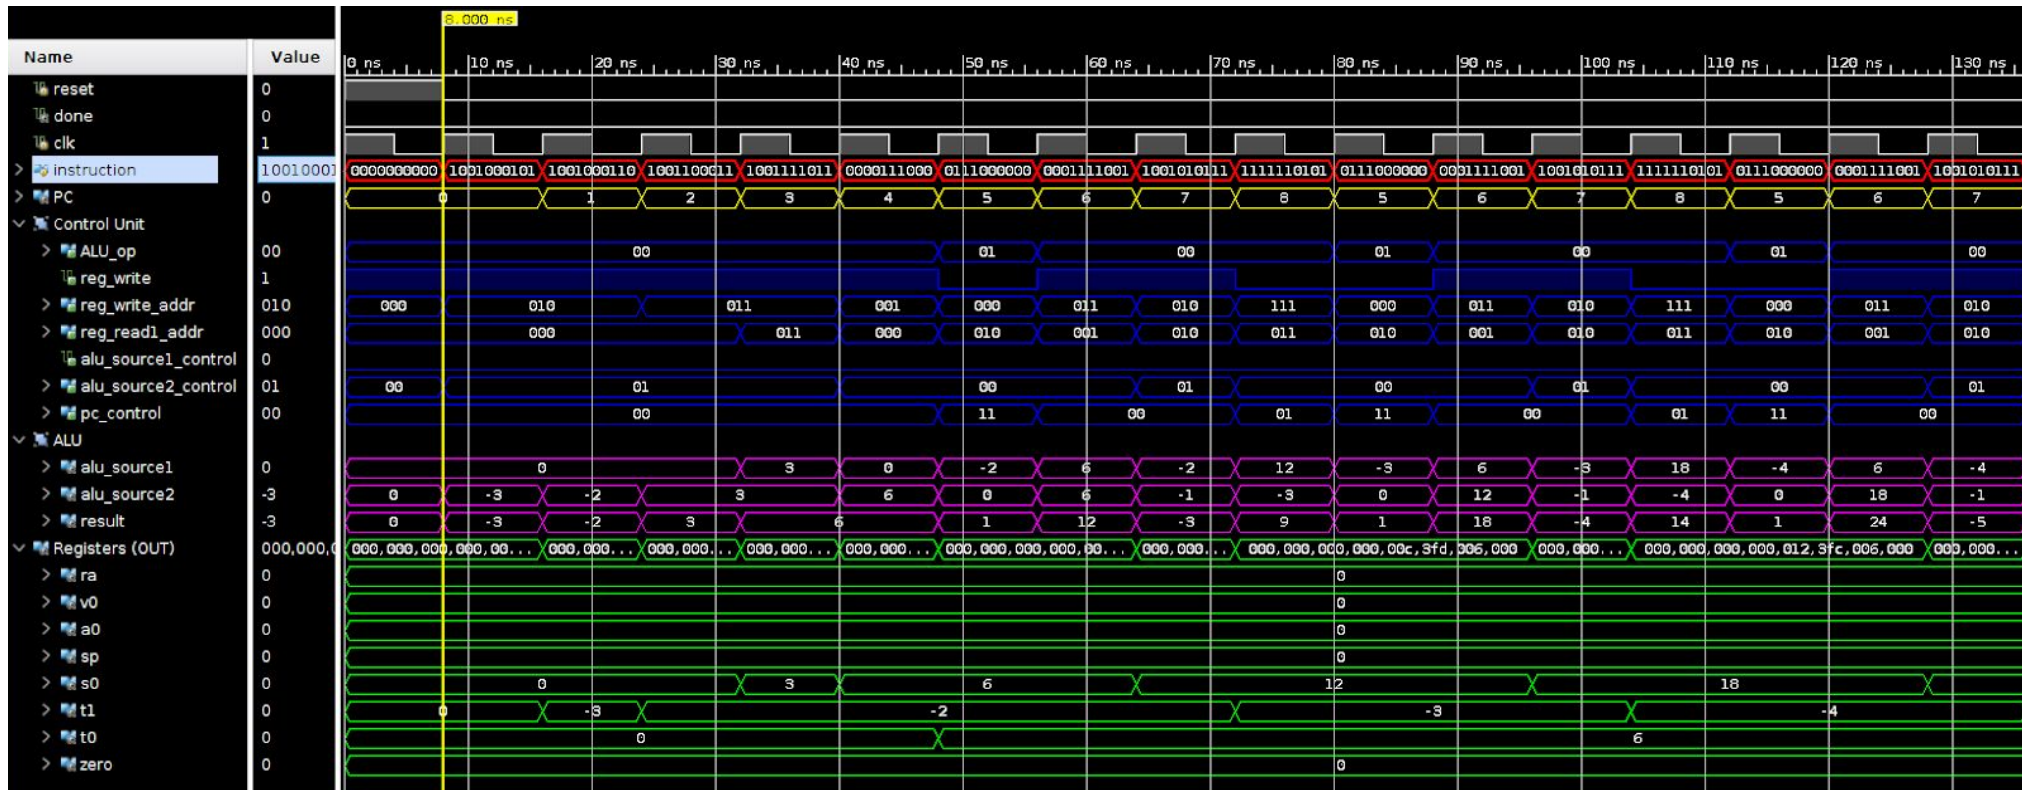 8.000 ns
Name Value 0 ns 10 ns 20 ns 30 ns 40 ns 50 ns 60 ns 70 ns 80 ns 90 ns 100 ns 110 ns 120 ns 130 ns
reset 0
done 0
clk 1
instruction 10010001 0000000000 1001000101 1001000110 1001100011 1001111011 0000111000 0111000000 0001111001 1001010111 1111110101 0111000000 0001111001 1001010111 1111110101 0111000000 0001111001 1001010111
PC 0 0 1 2 3 4 5 6 7 8 5 6 7 8 5 6 7
Control Unit
ALU_op 00 00 01 00 01 00 01 00
reg_write 1
reg_write_addr 010 000 010 011 001 000 011 010 111 000 011 010 111 000 011 010
reg_read1_addr 000 000 011 000 010 001 010 011 010 001 010 011 010 001 010
alu_source1_control 0
alu_source2_control 01 00 01 00 01 00 01 00 01
pc_control 00 00 11 00 01 11 00 01 11 00
ALU
alu_source1 0 0 3 0 -2 6 -2 12 -3 6 -3 18 -4 6 -4
alu_source2 -3 0 -3 -2 3 6 0 6 -1 -3 0 12 -1 -4 0 18 -1
result -3 0 -3 -2 3 6 1 12 -3 9 1 18 -4 14 1 24 -5
Registers (OUT) 000,000,0 000,000,000,000,00... 000,000... 000,000... 000,000... 000,000... 000,000,000,000,00... 000,000... 000,000,000,000,00c,3fd,006,000 000,000... 000,000,000,000,012,3fc,006,000 000,000...
ra 0 0
v0 0 0
a0 0 0
sp 0 0
s0 0 0 3 6 12 18
t1 0 0 -3 -2 -3 -4
t0 0 0 6
zero 0 0